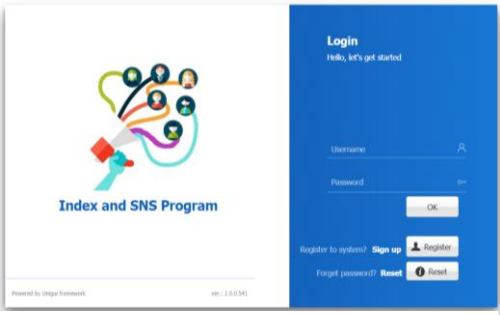 Index and SNS Program
Powered by Unique framework
ver.: 1.0.0.541
Login
Hello, let's get started
Username
Password
OK
Register to system? Sign up Register
Forget password? Reset Reset